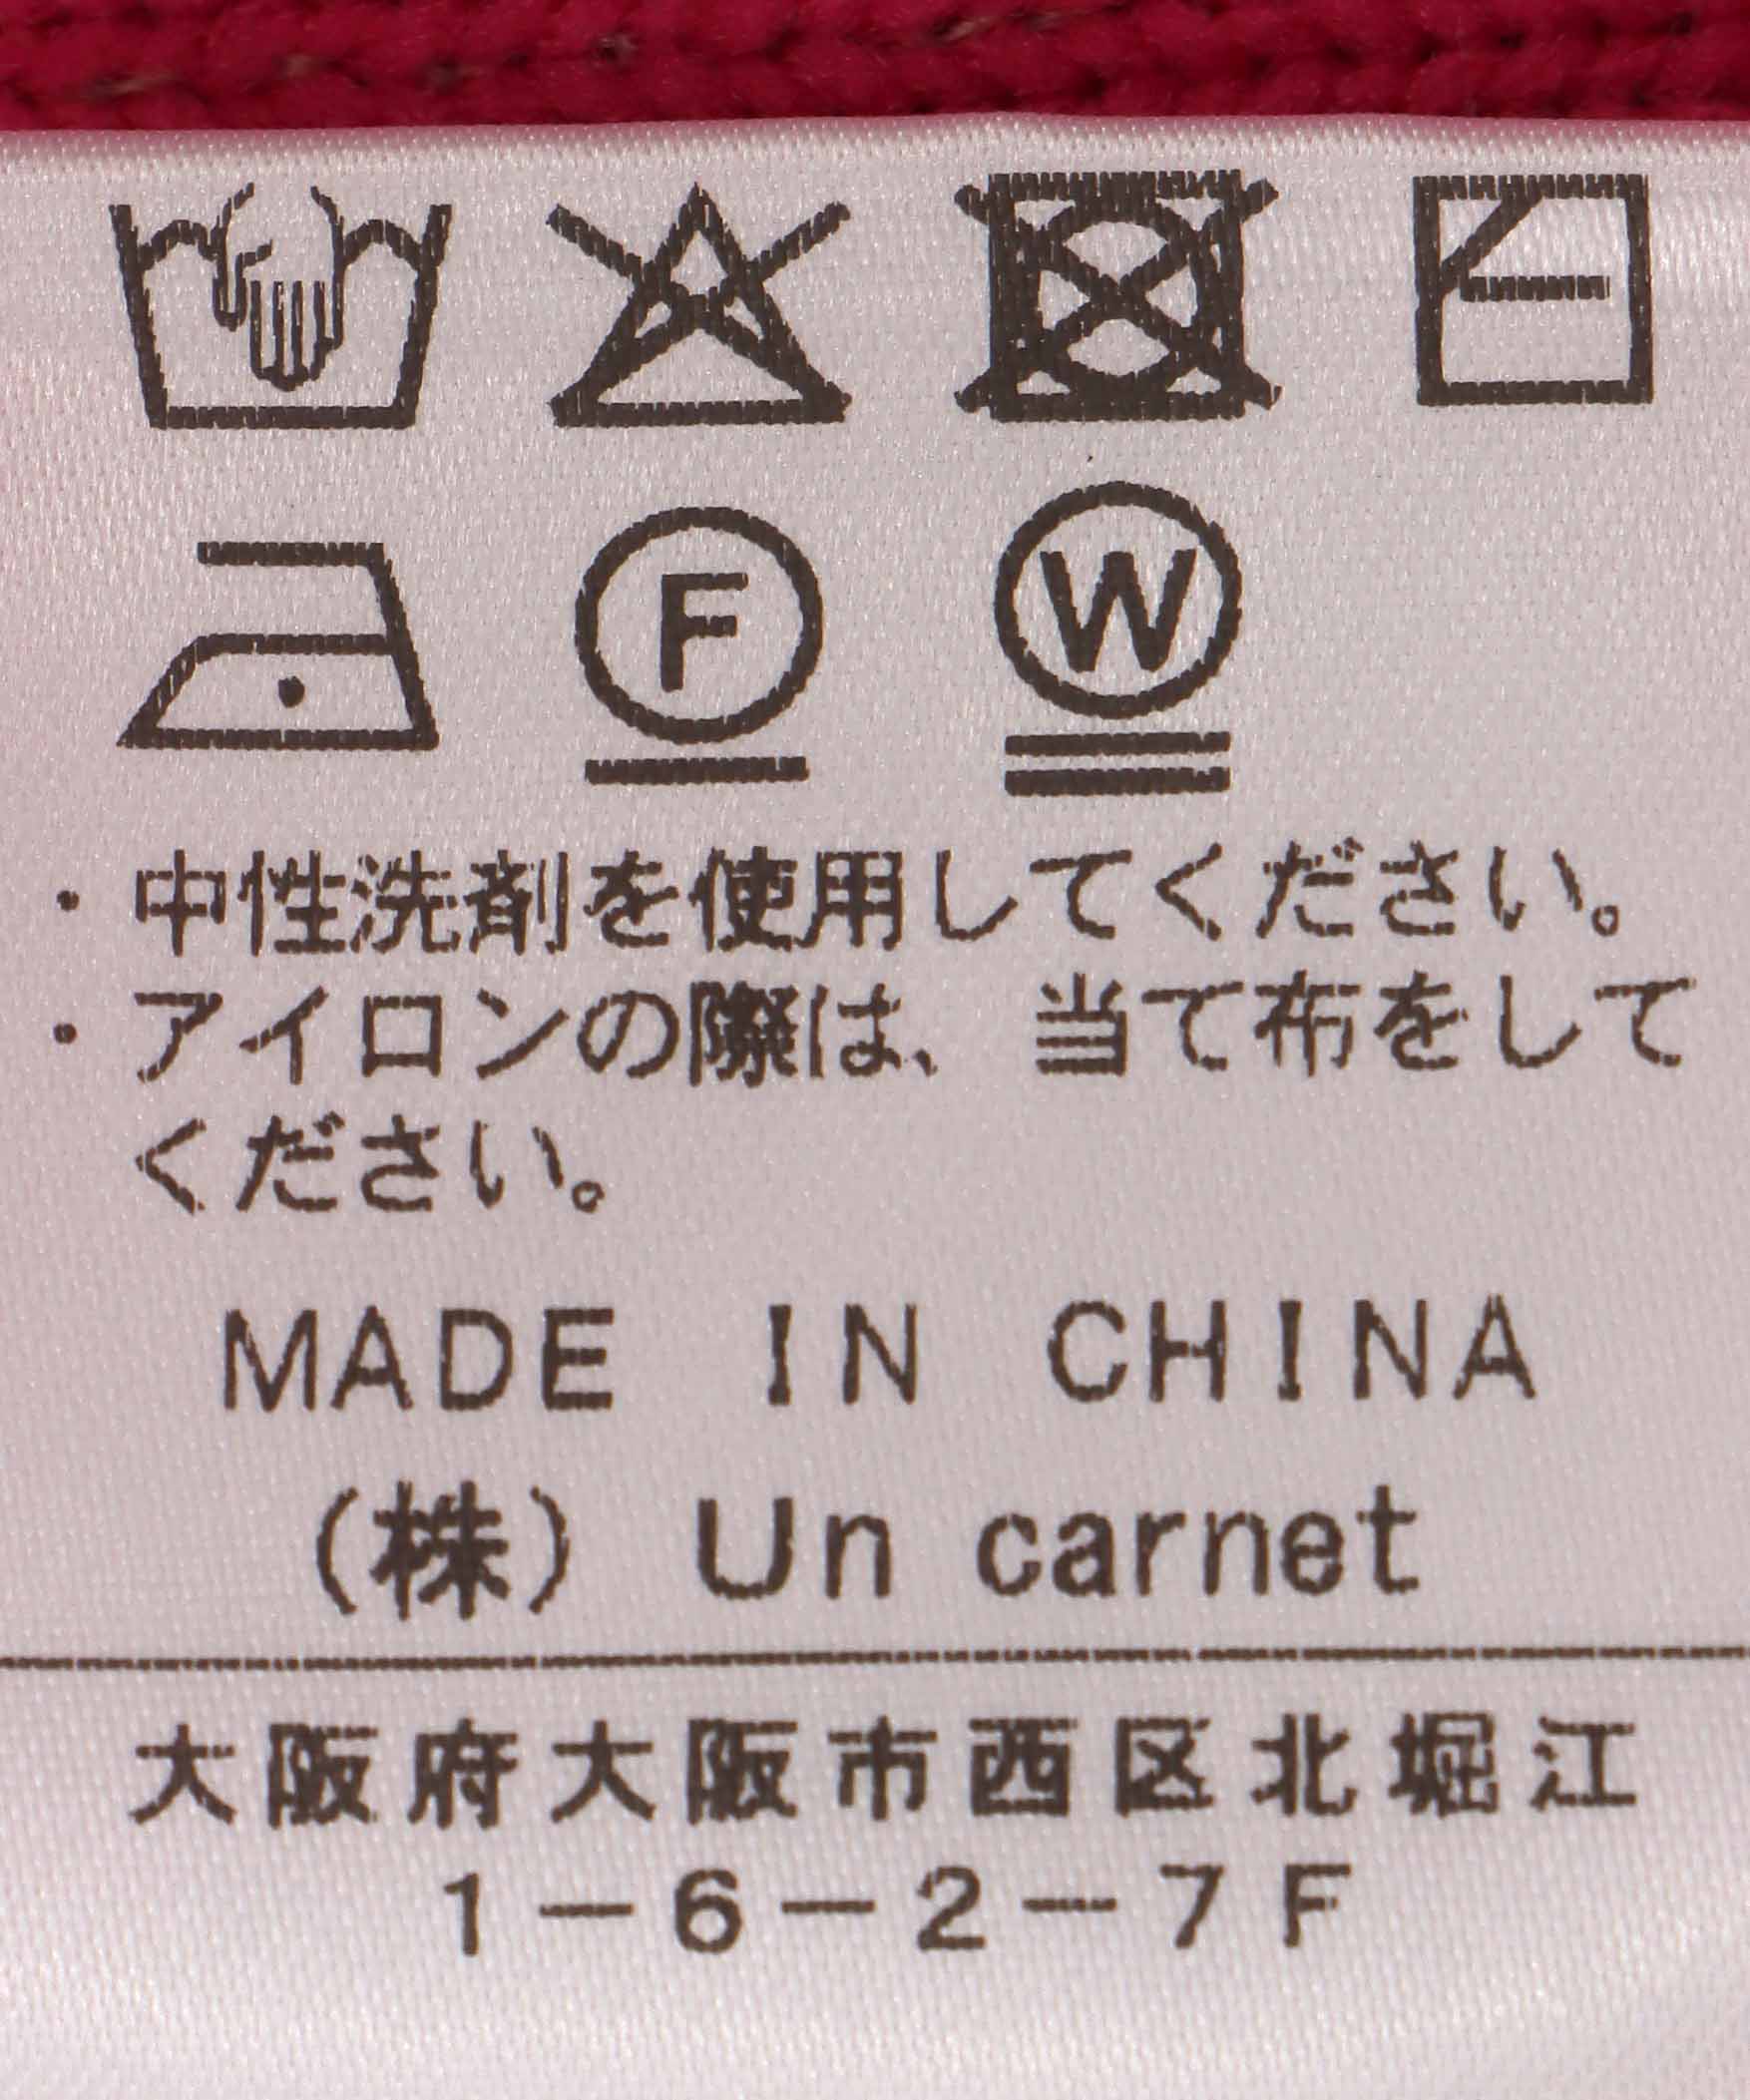 F W
・中性洗剤を使用してください。
・アイロンの際は、当て布をして
ください。
MADE IN CHINA
(株) Un carnet
大阪府大阪市西区北堀江
1－6－2－7F